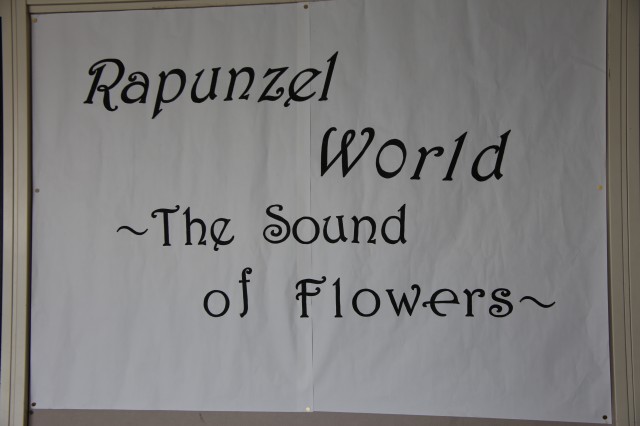 Rapunzel
World
~The Sound
of Flowers~